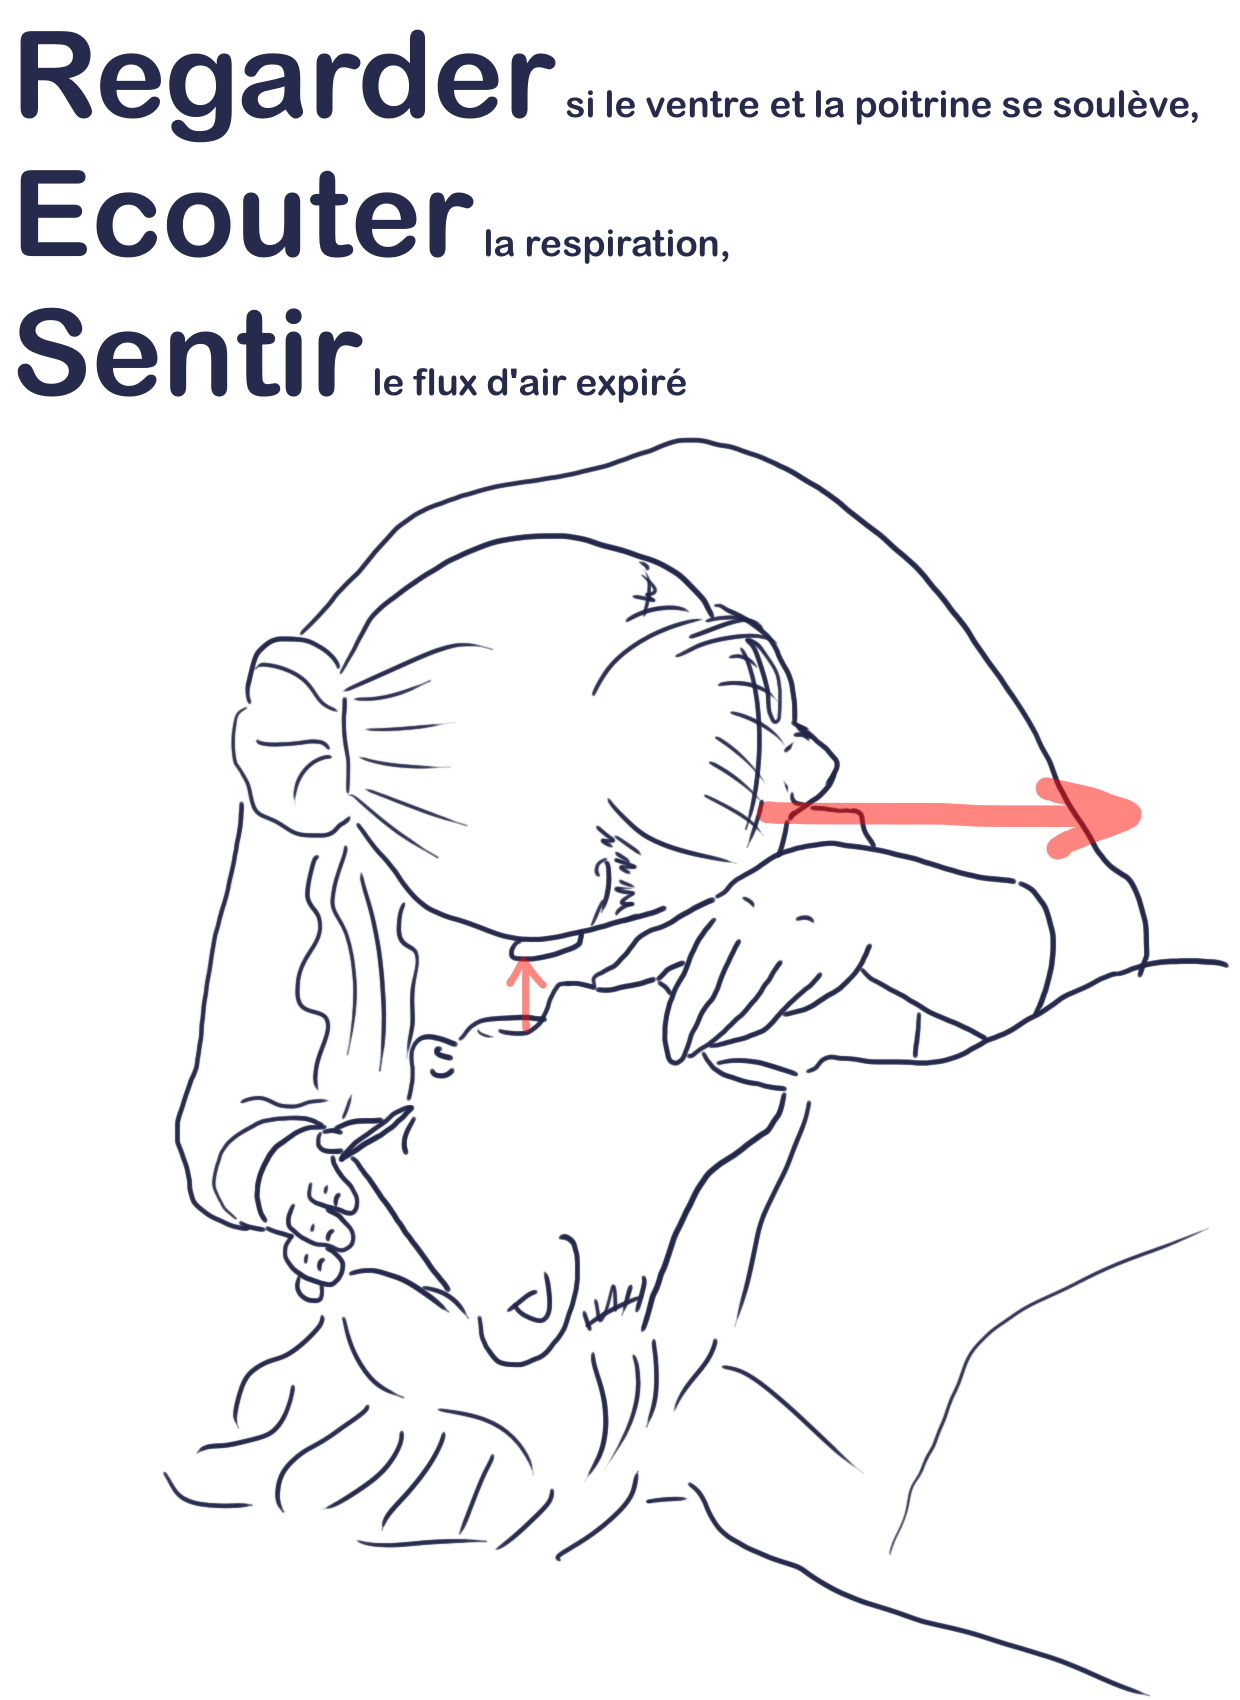 Regarder si le ventre et la poitrine se soulève,
Ecouter la respiration,
Sentir le flux d'air expiré